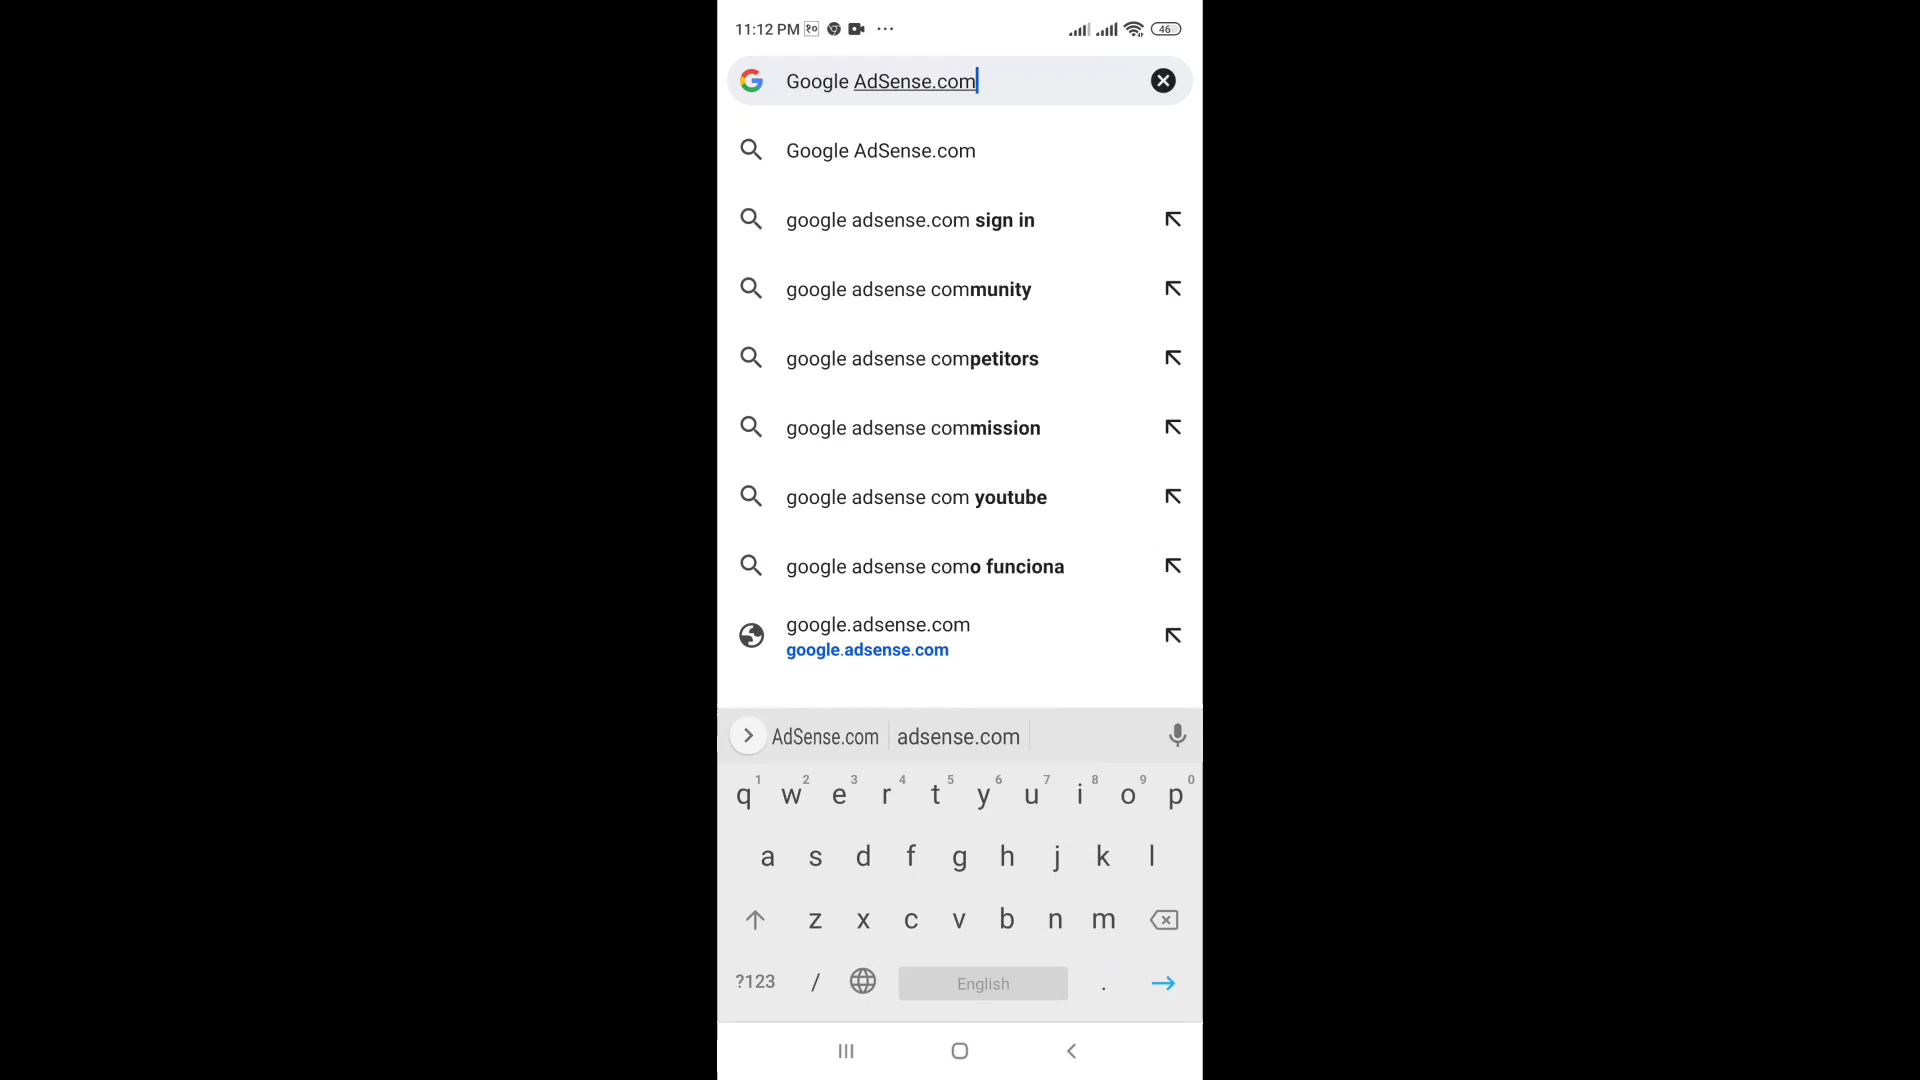 11:12 PM १० 46
Google AdSense.com
Google AdSense.com
google adsense.com sign in
google adsense community
google adsense competitors
google adsense commission
google adsense com youtube
google adsense como funciona
google.adsense.com
google.adsense.com
AdSense.com adsense.com
1 2 3 4 5 6 7 8 9 0
q w e r t y u i o p
a s d f g h j k l
z x c v b n m
?123 / English .